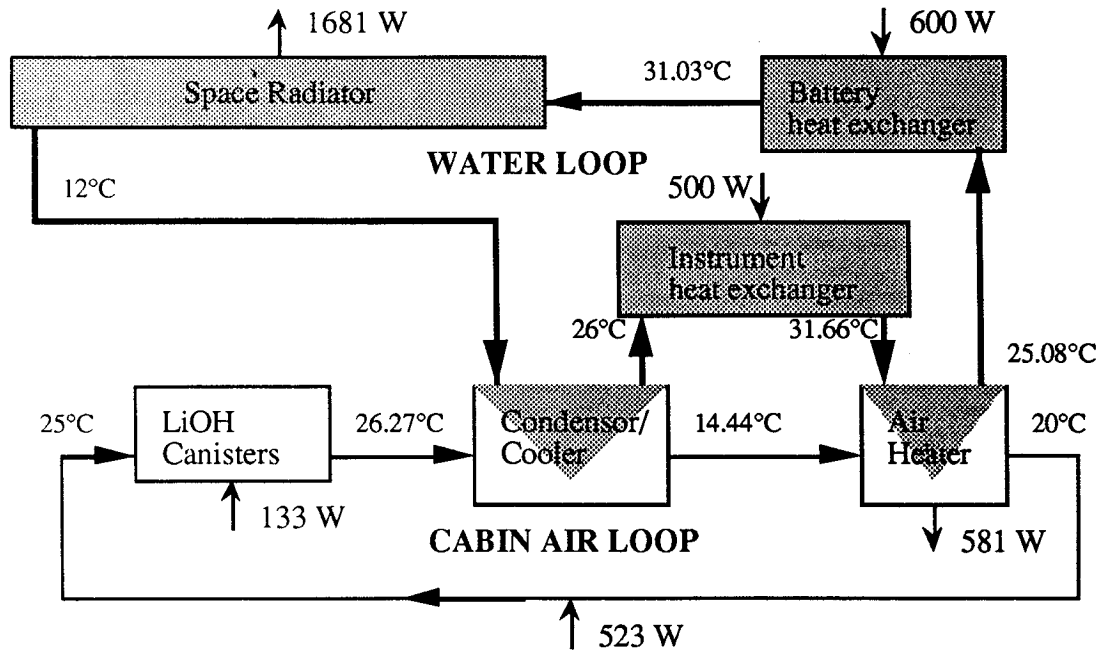 1681 W
600 W
Space Radiator
31.03°C
Battery
heat exchanger
WATER LOOP
12°C
500 W
Instrument
heat exchanger
26°C
31.66°C
25.08°C
25°C
LiOH
Canisters
26.27°C
Condensor/
Cooler
14.44°C
Air
Heater
20°C
133 W
CABIN AIR LOOP
581 W
523 W